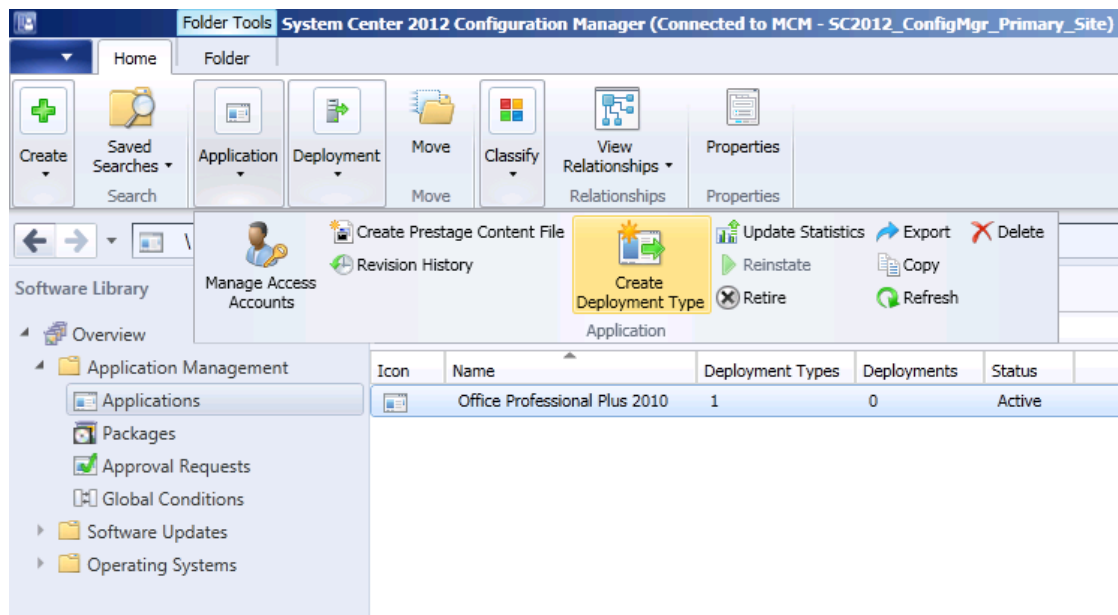 Folder Tools System Center 2012 Configuration Manager (Connected to MCM - SC2012_ConfigMgr_Primary_Site)
Home Folder
Create
Saved Searches
Application
Deployment
Move
Classify
View Relationships
Properties
Search Move Relationships Properties
\
Manage Access Accounts
Create Prestage Content File
Revision History
Create Deployment Type
Update Statistics
Reinstate
Retire
Export
Copy
Refresh
Delete
Application
Software Library
Overview
Application Management
Applications
Packages
Approval Requests
Global Conditions
Software Updates
Operating Systems
Icon Name Deployment Types Deployments Status
Office Professional Plus 2010 1 0 Active